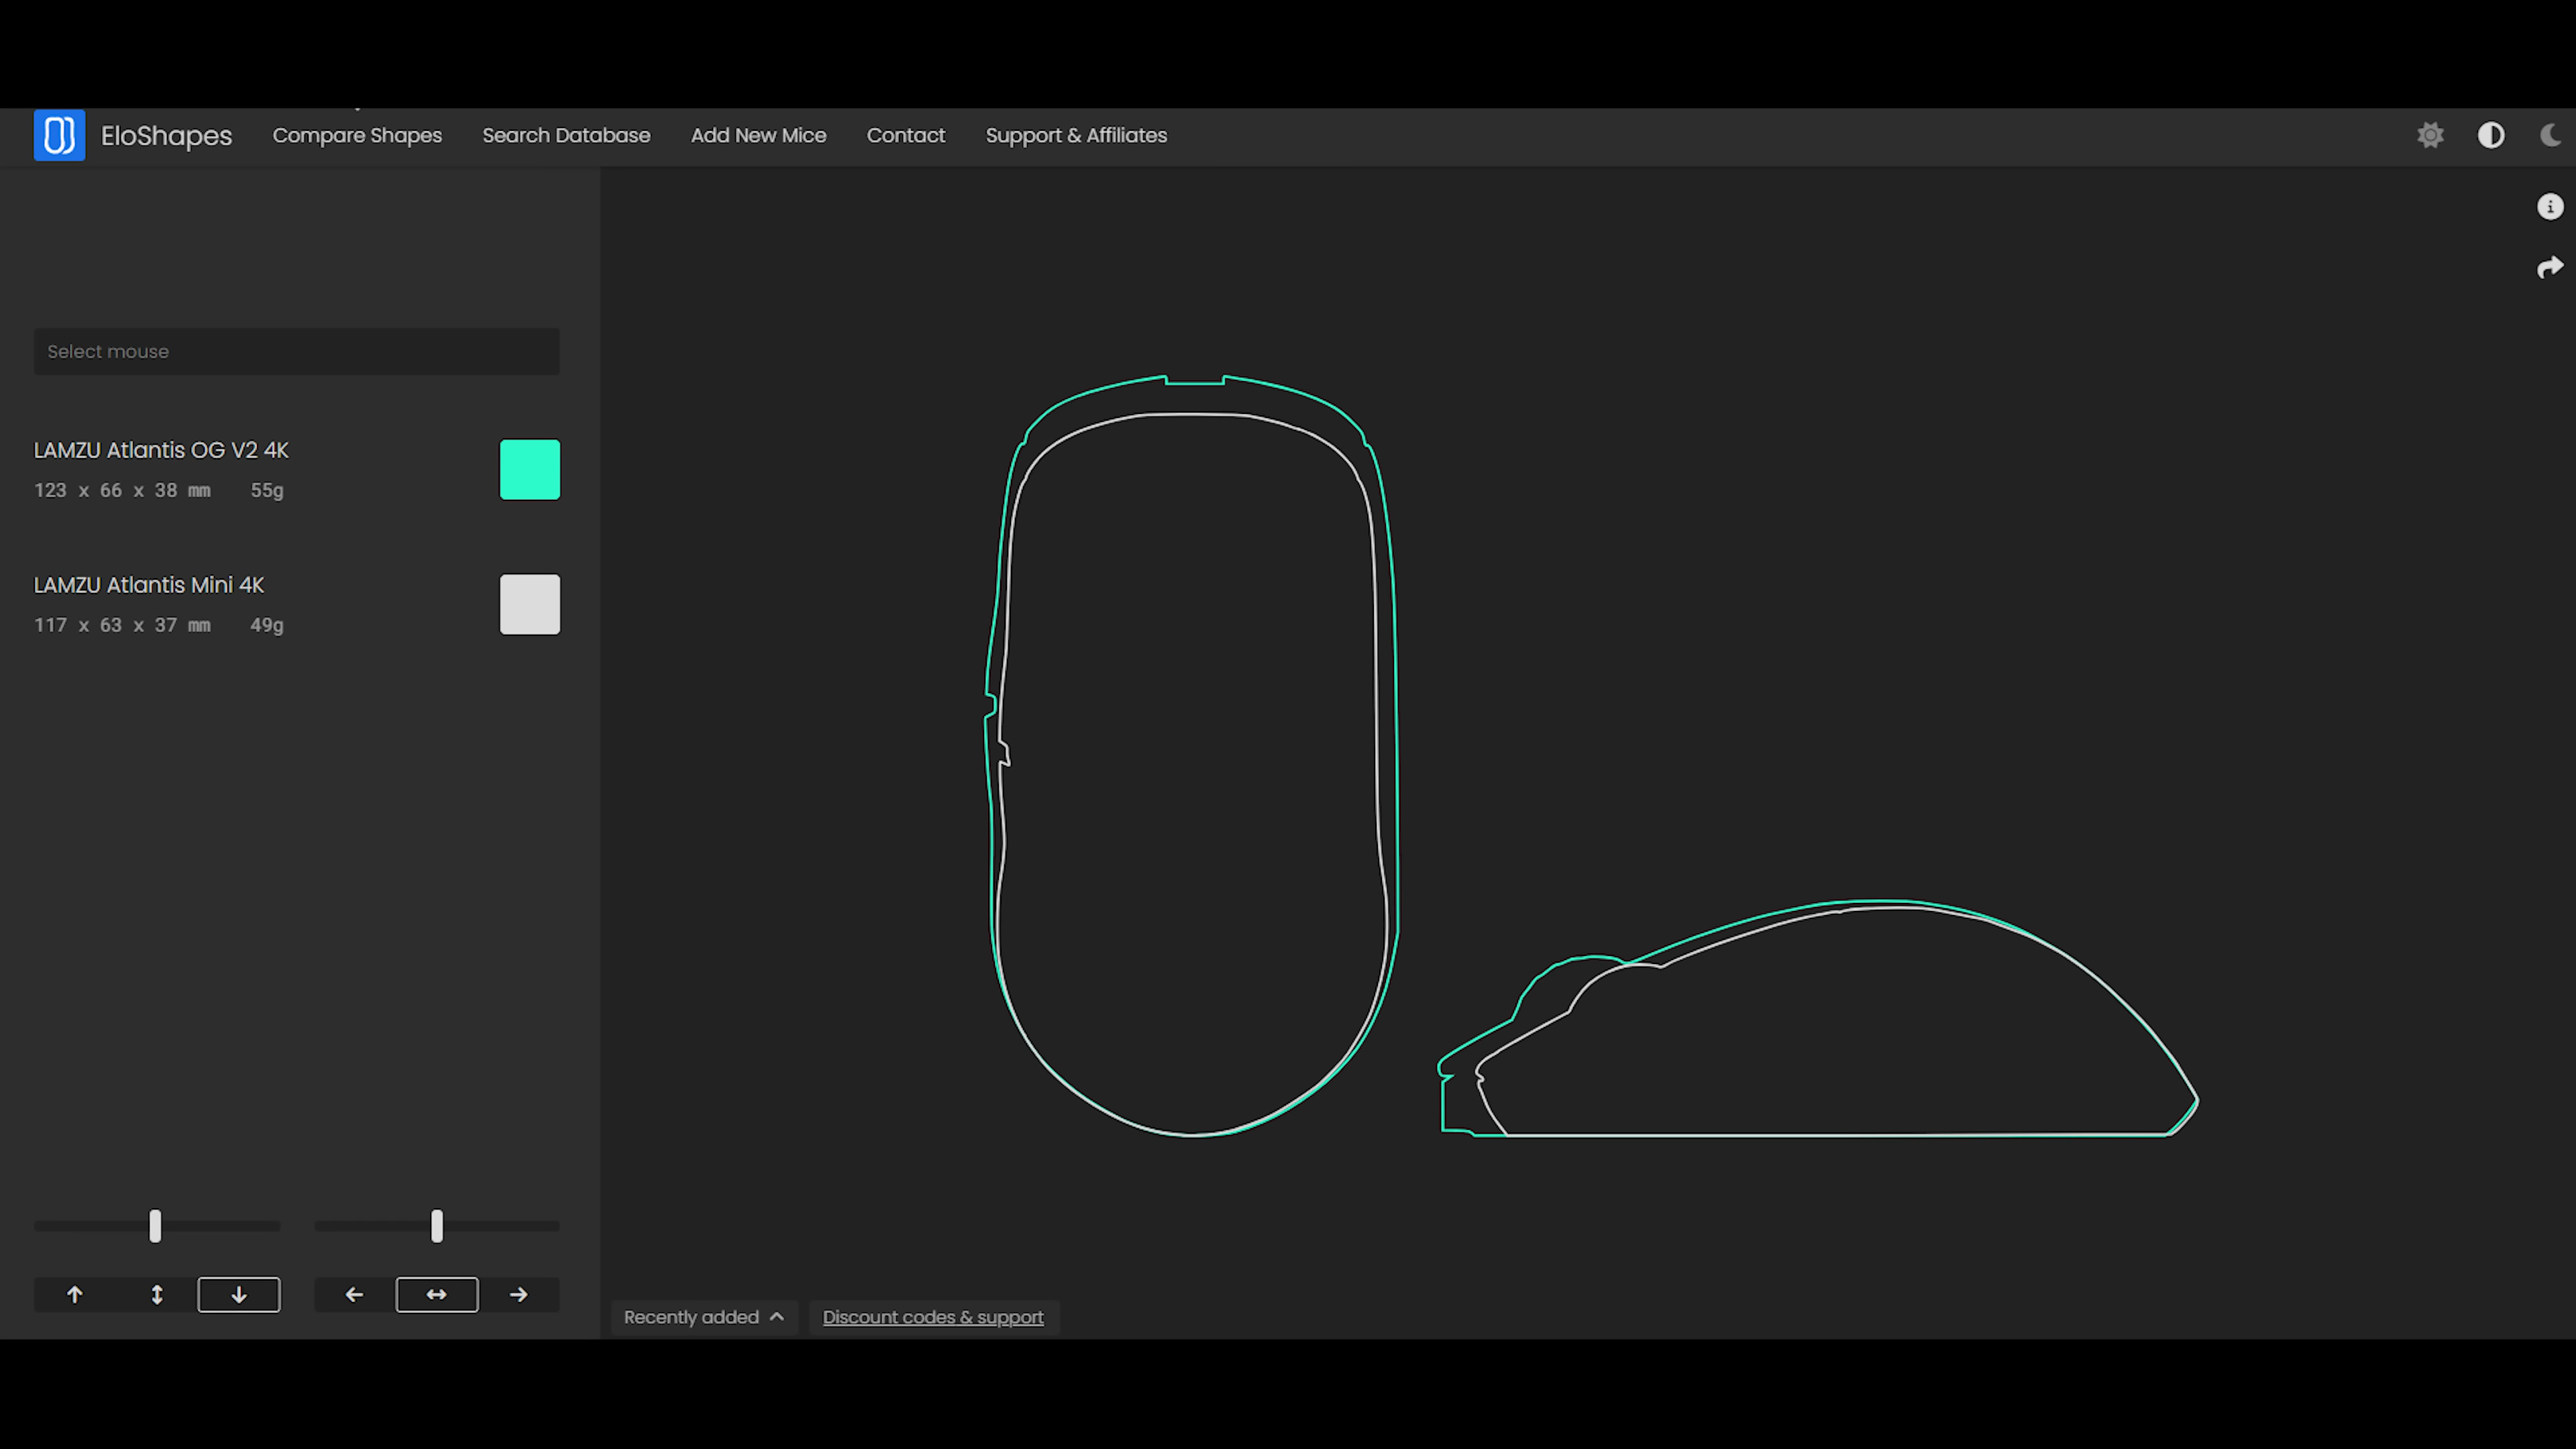 EloShapes Compare Shapes Search Database Add New Mice Contact Support & Affiliates
Select mouse
LAMZU Atlantis OG V2 4K
123 x 66 x 38 mm 55g
LAMZU Atlantis Mini 4K
117 x 63 x 37 mm 49g
Recently added Discount codes & support